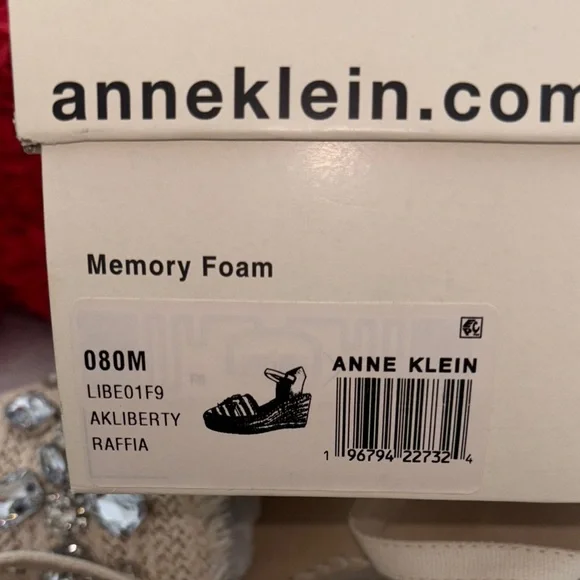 anneklein.com
Memory Foam
080M
LIBE01F9
AKLIBERTY
RAFFIA
ANNE KLEIN
1 96794 22732 4